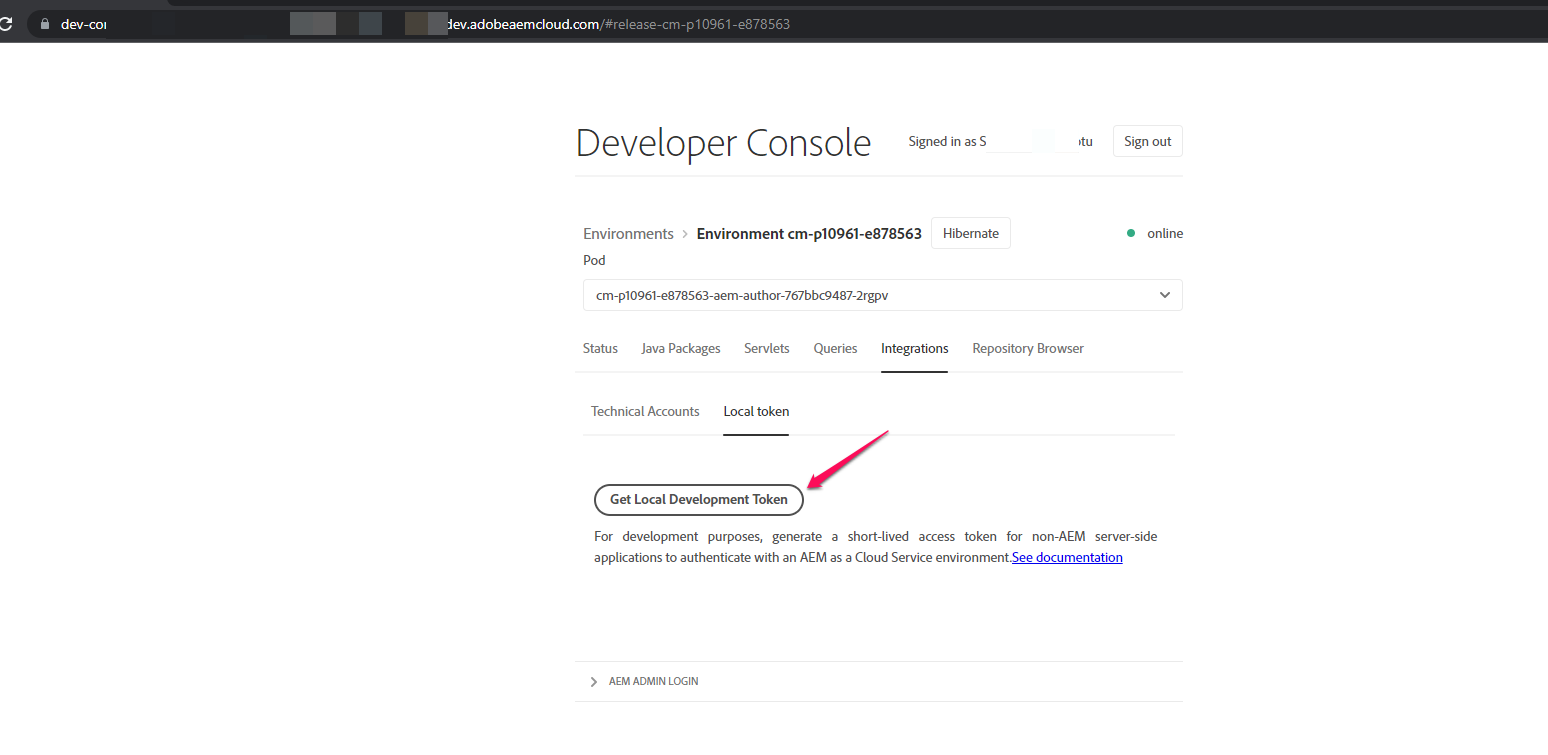 dev-co dev.adobeaemcloud.com/#release-cm-p10961-e878563
Developer Console
Signed in as S tu
Sign out
Environments > Environment cm-p10961-e878563
Hibernate
online
Pod
cm-p10961-e878563-aem-author-767bbc9487-2rgpv
Status Java Packages Servlets Queries Integrations Repository Browser
Technical Accounts Local token
Get Local Development Token
For development purposes, generate a short-lived access token for non-AEM server-side
applications to authenticate with an AEM as a Cloud Service environment.See documentation
AEM ADMIN LOGIN